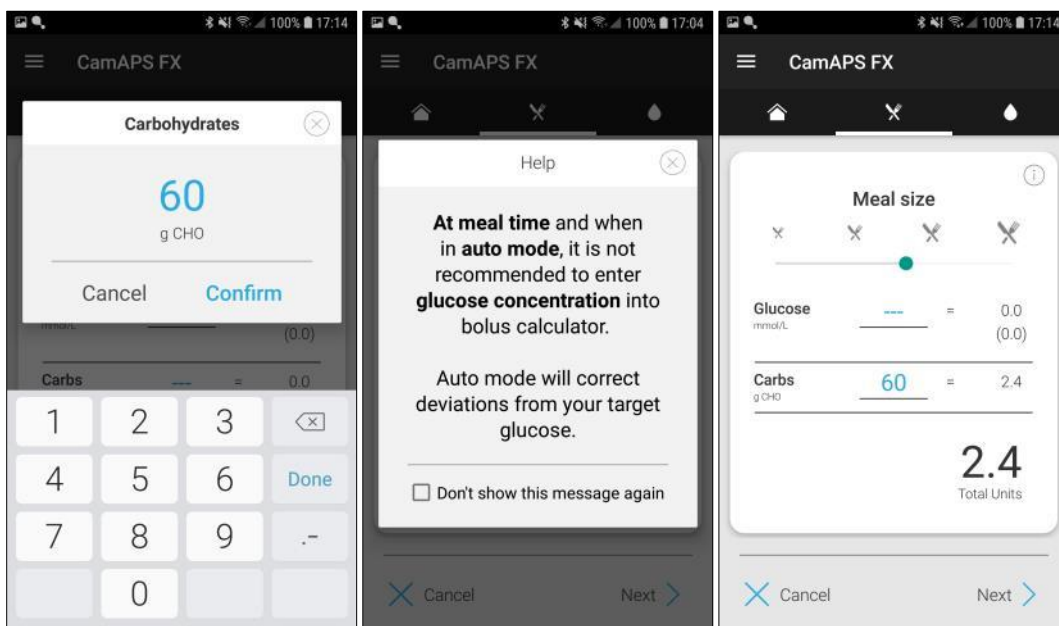 100% 17:14
CamAPS FX
Carbohydrates
60
g CHO
Cancel Confirm
mmol/L
(0.0)
Carbs --- = 0.0
1 2 3
4 5 6 Done
7 8 9 .-
0
100% 17:04
CamAPS FX
Help
At meal time and when
in auto mode, it is not
recommended to enter
glucose concentration into
bolus calculator.
Auto mode will correct
deviations from your target
glucose.
Don't show this message again
Cancel Next
100% 17:14
CamAPS FX
Meal size
Glucose --- = 0.0
mmol/L (0.0)
Carbs 60 = 2.4
g CHO
2.4
Total Units
Cancel Next